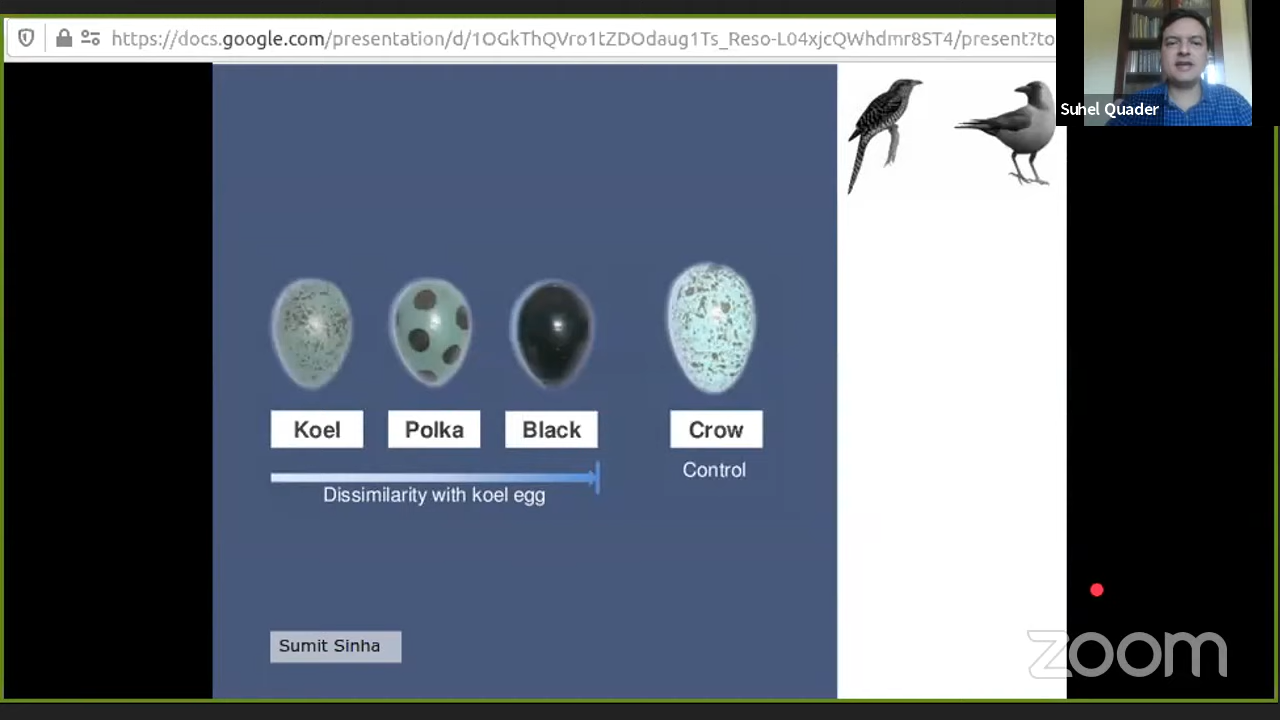 https://docs.google.com/presentation/d/1OGkThQVro1tZDOdaug1Ts_Reso-L04xjcQWhdmr8ST4/present?to
Suhel Quader
Koel
Polka
Black
Crow
Control
Dissimilarity with koel egg
Sumit Sinha
zoom